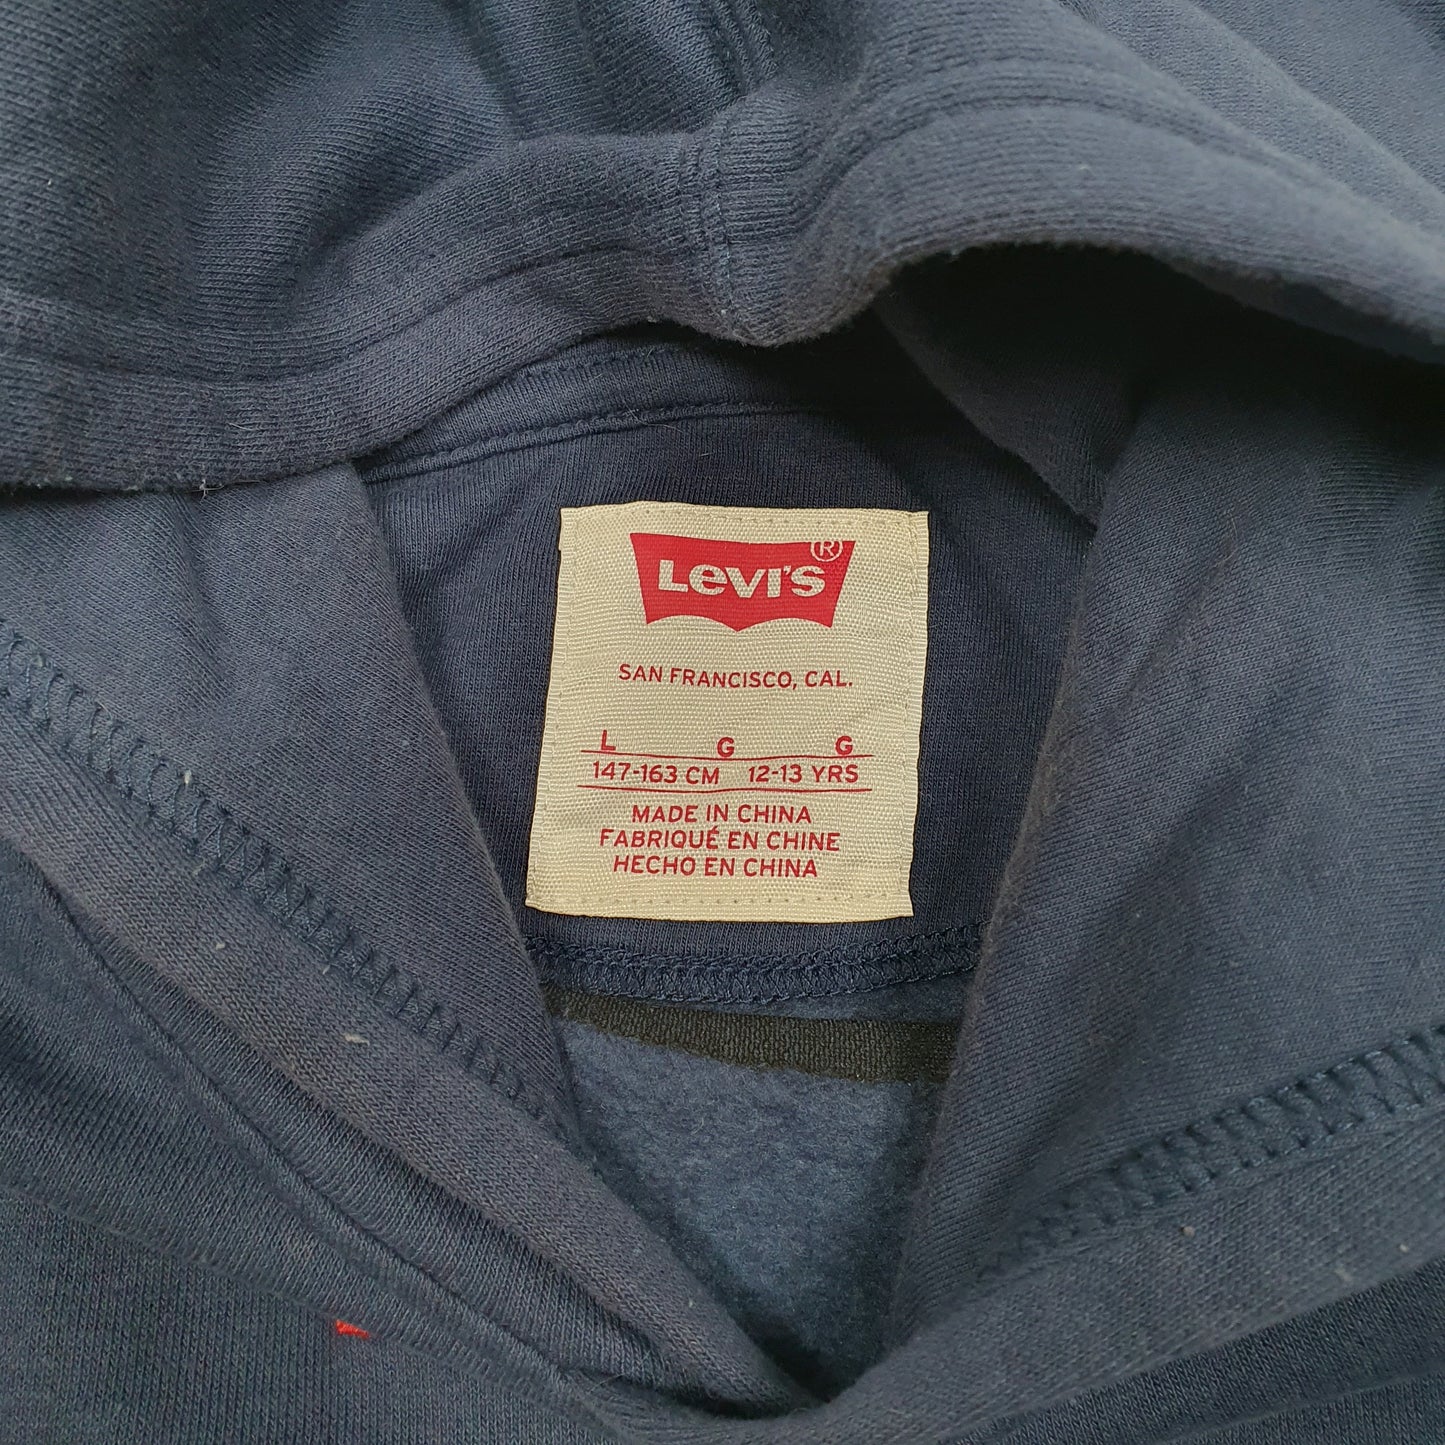 LEVI'S®
SAN FRANCISCO, CAL.
L G G
147-163 CM 12-13 YRS
MADE IN CHINA
FABRIQUÉ EN CHINE
HECHO EN CHINA